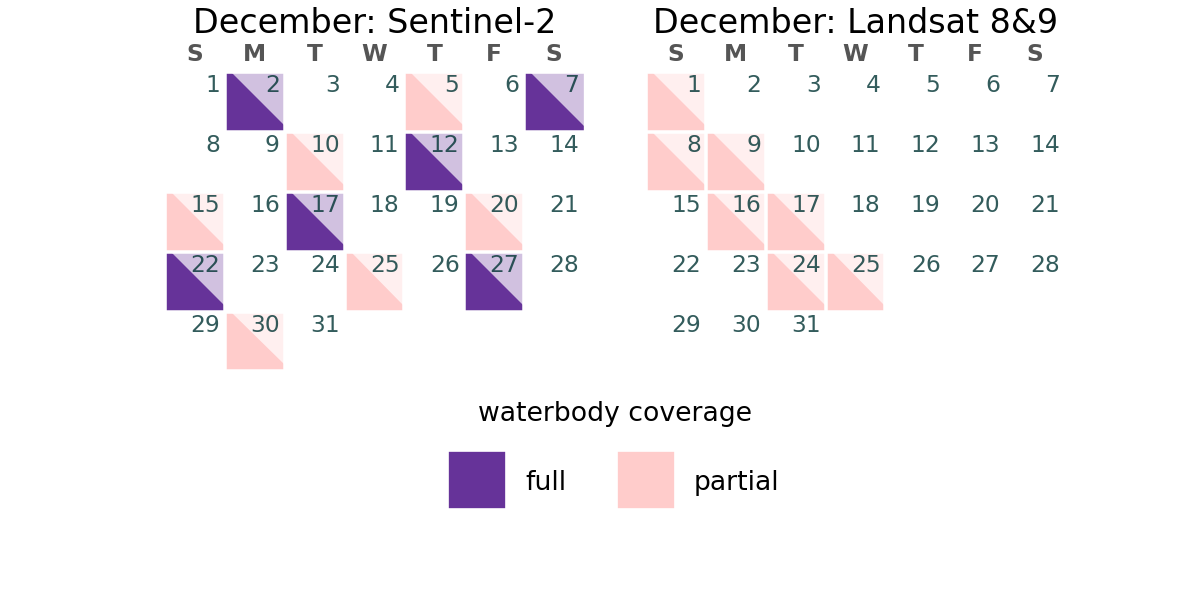 December: Sentinel-2
S M T W T F S
1 2 3 4 5 6 7
8 9 10 11 12 13 14
15 16 17 18 19 20 21
22 23 24 25 26 27 28
29 30 31
December: Landsat 8&9
S M T W T F S
1 2 3 4 5 6 7
8 9 10 11 12 13 14
15 16 17 18 19 20 21
22 23 24 25 26 27 28
29 30 31
waterbody coverage
full
partial